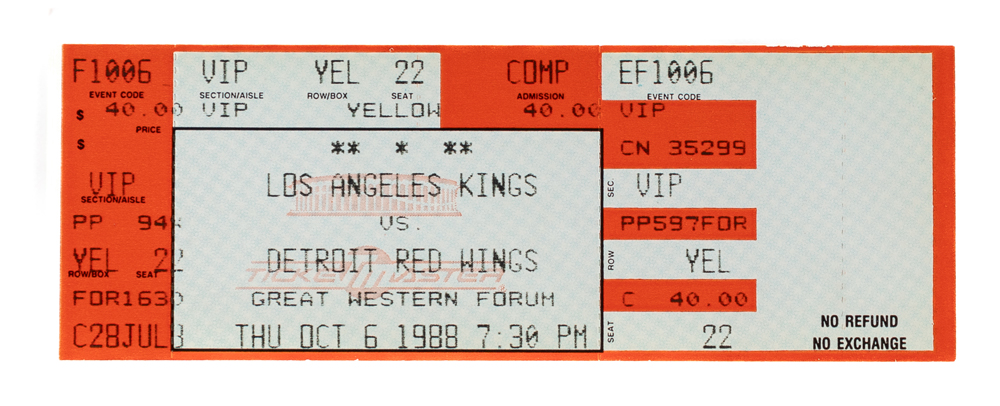 F1006 VIP YEL 22 COMP EF1006
EVENT CODE SECTION/AISLE ROW/BOX SEAT ADMISSION EVENT CODE
$ 40.00 VIP YELLOW 40.00 VIP
PRICE
$ ** * ** CN 35299
VIP LOS ANGELES KINGS SEC VIP
SECTION/AISLE
PP VS. PP597FOR
YEL 22 DETROIT RED WINGS ROW YEL
ROW/BOX SEAT TICKETMASTER
FOR163 GREAT WESTERN FORUM C 40.00
C28JUL THU OCT 6 1988 7:30 PM SEAT 22
NO REFUND
NO EXCHANGE